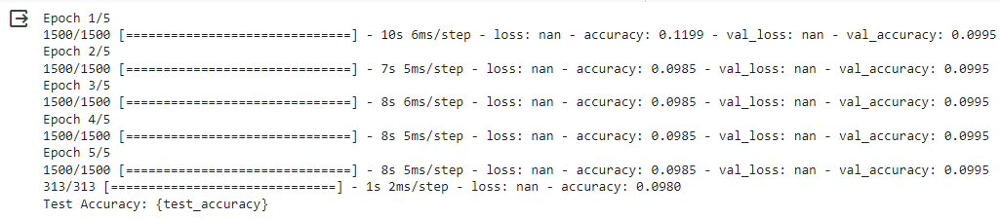 Epoch 1/5
1500/1500 [==============================] - 10s 6ms/step - loss: nan - accuracy: 0.1199 - val_loss: nan - val_accuracy: 0.0995
Epoch 2/5
1500/1500 [==============================] - 7s 5ms/step - loss: nan - accuracy: 0.0985 - val_loss: nan - val_accuracy: 0.0995
Epoch 3/5
1500/1500 [==============================] - 8s 6ms/step - loss: nan - accuracy: 0.0985 - val_loss: nan - val_accuracy: 0.0995
Epoch 4/5
1500/1500 [==============================] - 8s 5ms/step - loss: nan - accuracy: 0.0985 - val_loss: nan - val_accuracy: 0.0995
Epoch 5/5
1500/1500 [==============================] - 8s 5ms/step - loss: nan - accuracy: 0.0985 - val_loss: nan - val_accuracy: 0.0995
313/313 [==============================] - 1s 2ms/step - loss: nan - accuracy: 0.0980
Test Accuracy: {test_accuracy}